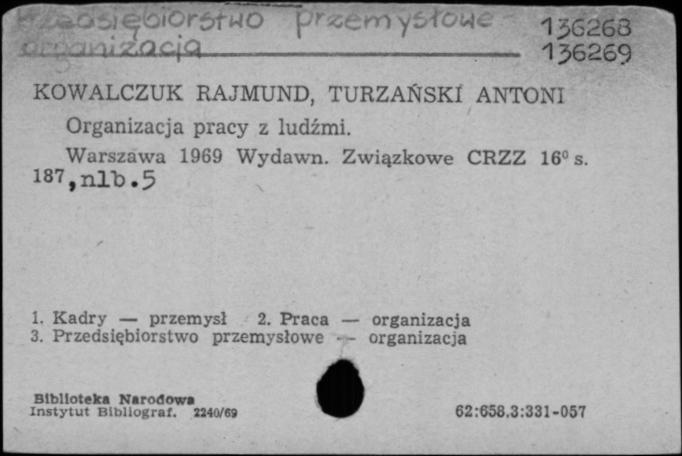 Przedsiębiorstwo przemysłowe - 136268
organizacja 136269
KOWALCZUK RAJMUND, TURZAŃSKI ANTONI
Organizacja pracy z ludźmi.
Warszawa 1969 Wydawn. Związkowe CRZZ 16⁰ s.
187, nlb. 5
1. Kadry — przemysł 2. Praca — organizacja
3. Przedsiębiorstwo przemysłowe — organizacja
Biblioteka Narodowa
Instytut Bibliograf. 2240/69
62:658.3:331-057